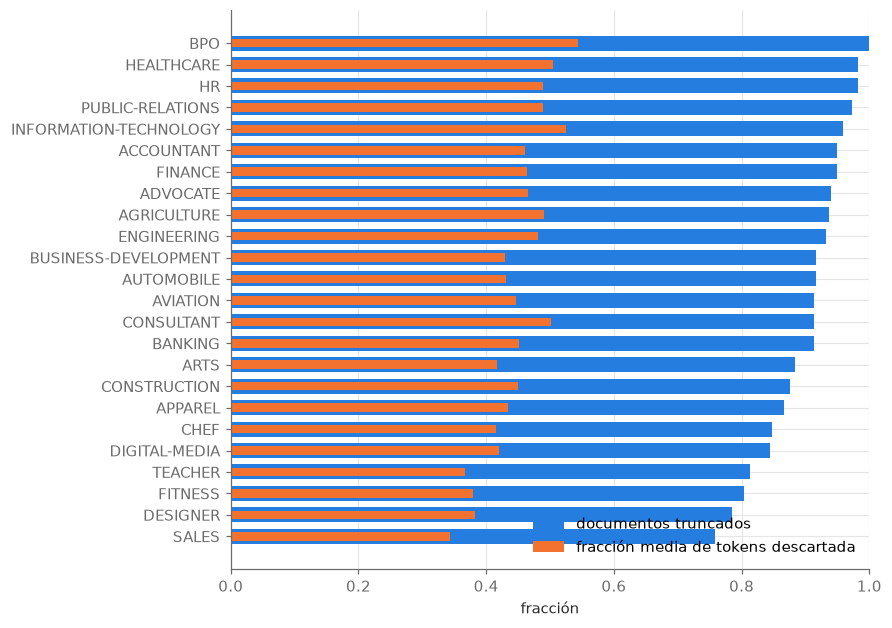 BPO
HEALTHCARE
HR
PUBLIC-RELATIONS
INFORMATION-TECHNOLOGY
ACCOUNTANT
FINANCE
ADVOCATE
AGRICULTURE
ENGINEERING
BUSINESS-DEVELOPMENT
AUTOMOBILE
AVIATION
CONSULTANT
BANKING
ARTS
CONSTRUCTION
APPAREL
CHEF
DIGITAL-MEDIA
TEACHER
FITNESS
DESIGNER
SALES
documentos truncados
fracción media de tokens descartada
0.0 0.2 0.4 0.6 0.8 1.0
fracción